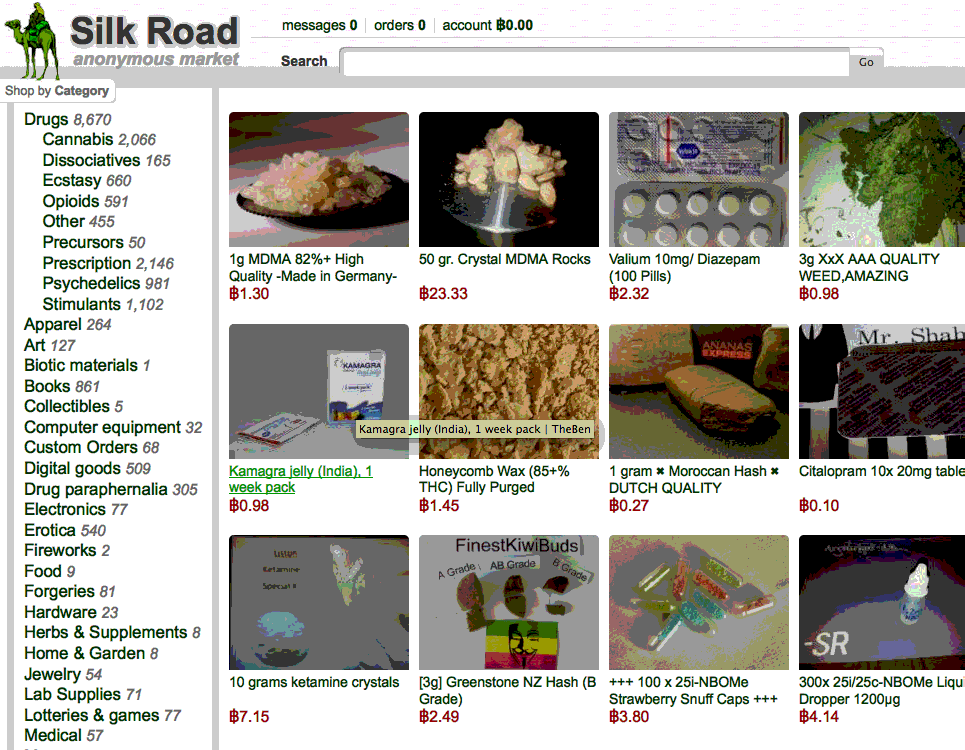 Silk Road
anonymous market
messages 0 orders 0 account ฿0.00
Search Go
Shop by Category
Drugs 8,670
Cannabis 2,066
Dissociatives 165
Ecstasy 660
Opioids 591
Other 455
Precursors 50
Prescription 2,146
Psychedelics 981
Stimulants 1,102
Apparel 264
Art 127
Biotic materials 1
Books 861
Collectibles 5
Computer equipment 32
Custom Orders 68
Digital goods 509
Drug paraphernalia 305
Electronics 77
Erotica 540
Fireworks 2
Food 9
Forgeries 81
Hardware 23
Herbs & Supplements 8
Home & Garden 8
Jewelry 54
Lab Supplies 71
Lotteries & games 77
Medical 57
1g MDMA 82%+ High
Quality -Made in Germany-
฿1.30
50 gr. Crystal MDMA Rocks
฿23.33
Valium 10mg/ Diazepam
(100 Pills)
฿2.32
3g XxX AAA QUALITY
WEED,AMAZING
฿0.98
KAMAGRA
Kamagra jelly (India), 1 week pack | TheBen
Kamagra jelly (India), 1
week pack
฿0.98
Honeycomb Wax (85+%
THC) Fully Purged
฿1.45
ANANAS
EXPRESS
1 gram ✖ Moroccan Hash ✖
DUTCH QUALITY
฿0.27
Mr. Shab
Citalopram 10x 20mg table
฿0.10
Ketamine
10 grams ketamine crystals
฿7.15
FinestKiwiBuds
A Grade AB Grade B Grade
[3g] Greenstone NZ Hash (B
Grade)
฿2.49
+++ 100 x 25i-NBOMe
Strawberry Snuff Caps +++
฿3.80
-SR
300x 25i/25c-NBOMe Liqui
Dropper 1200µg
฿4.14